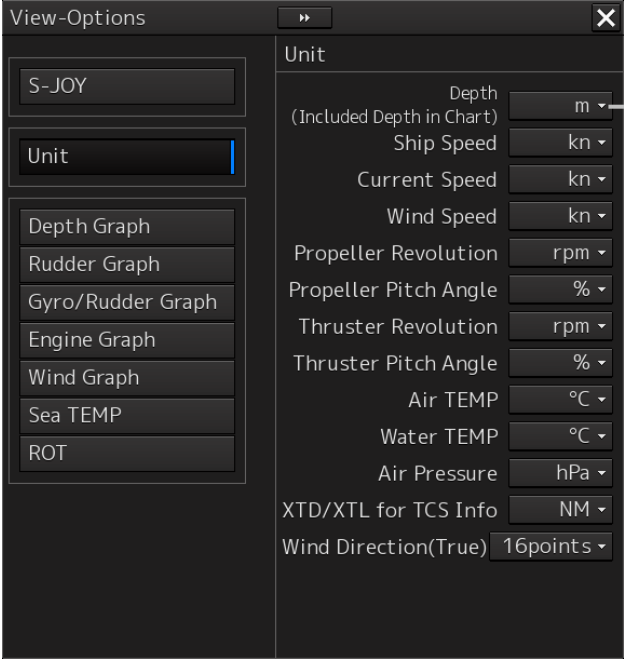 View-Options
S-JOY
Unit
Depth Graph
Rudder Graph
Gyro/Rudder Graph
Engine Graph
Wind Graph
Sea TEMP
ROT
Unit
Depth
(Included Depth in Chart) m
Ship Speed kn
Current Speed kn
Wind Speed kn
Propeller Revolution rpm
Propeller Pitch Angle %
Thruster Revolution rpm
Thruster Pitch Angle %
Air TEMP °C
Water TEMP °C
Air Pressure hPa
XTD/XTL for TCS Info NM
Wind Direction(True) 16points